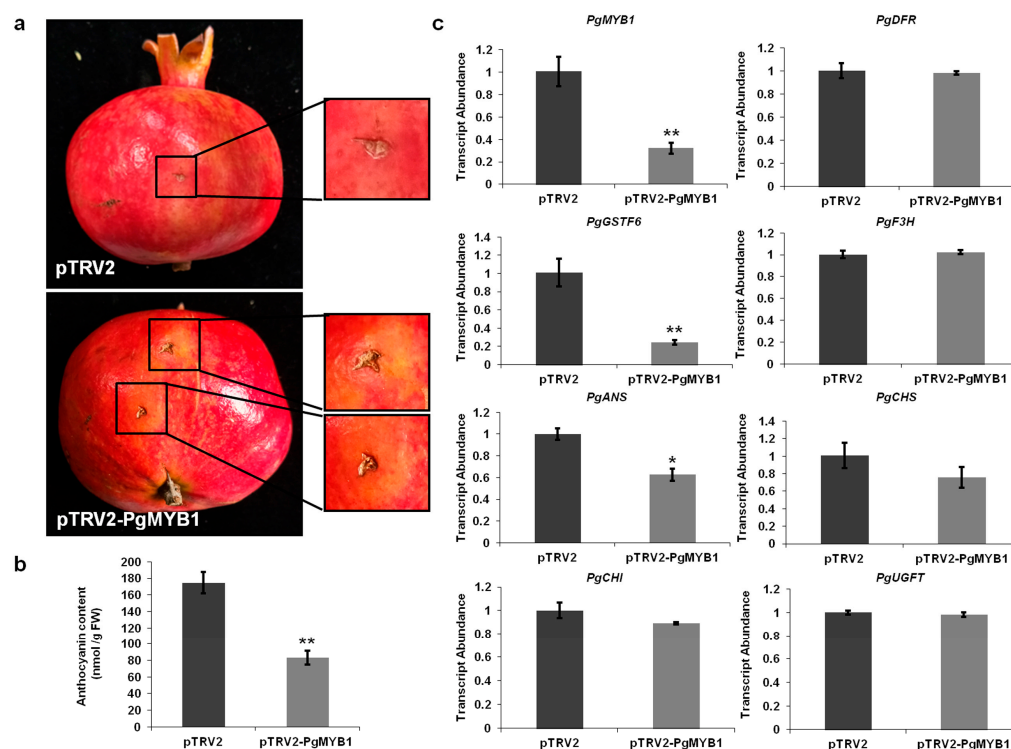 a
pTRV2
pTRV2-PgMYB1
b
Anthocyanin content
(nmol /g FW)
200
180
160
140
120
100
80
60
40
20
0
**
pTRV2
pTRV2-PgMYB1
c
PgMYB1
Transcript Abundance
1.2
1
0.8
0.6
0.4
0.2
0
**
pTRV2
pTRV2-PgMYB1
PgDFR
Transcript Abundance
1.2
1
0.8
0.6
0.4
0.2
0
pTRV2
pTRV2-PgMYB1
PgGSTF6
Transcript Abundance
1.4
1.2
1
0.8
0.6
0.4
0.2
0
**
pTRV2
pTRV2-PgMYB1
PgF3H
Transcript Abundance
1.2
1
0.8
0.6
0.4
0.2
0
pTRV2
pTRV2-PgMYB1
PgANS
Transcript Abundance
1.2
1
0.8
0.6
0.4
0.2
0
*
pTRV2
pTRV2-PgMYB1
PgCHS
Transcript Abundance
1.4
1.2
1
0.8
0.6
0.4
0.2
0
pTRV2
pTRV2-PgMYB1
PgCHI
Transcript Abundance
1.2
1
0.8
0.6
0.4
0.2
0
pTRV2
pTRV2-PgMYB1
PgUGFT
Transcript Abundance
1.2
1
0.8
0.6
0.4
0.2
0
pTRV2
pTRV2-PgMYB1